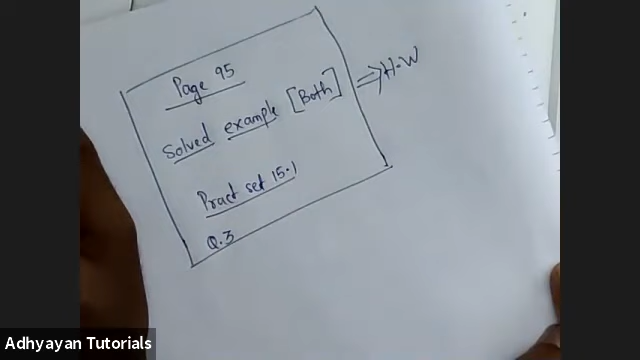 Page 95
Solved example [Both] ⇒ H.W
Pract set 15.1
Q.3
Adhyayan Tutorials